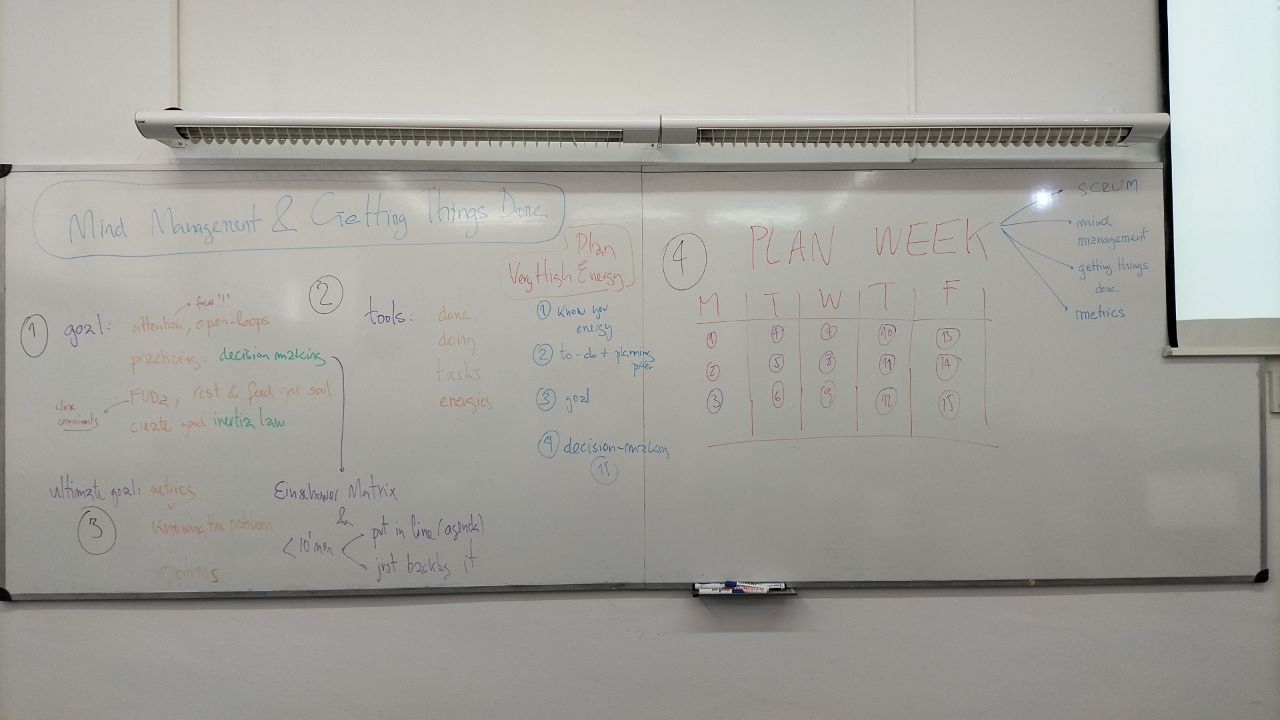 Mind Management & Getting Things Done
Plan
Very High Energy
1 goal:
focus!!!
attention, open-loops
practicing: decision making
FUDz, rest & feed your soul
create good inertia law
comments
2 tools:
done
doing
tasks
energies
1 Know your
energy
2 to-do + planning
poker
3 goal
4 decision-making
15
ultimate goal: metrics
3
Knowing the problem
Options
Einsehower Matrix
&
<10 min
put in line (agenda)
just backlog it
4 PLAN WEEK
SCRUM
mind
management
getting things
done
metrics
M T W T F
1 4 7 10 13
2 5 8 11 14
3 6 9 12 15